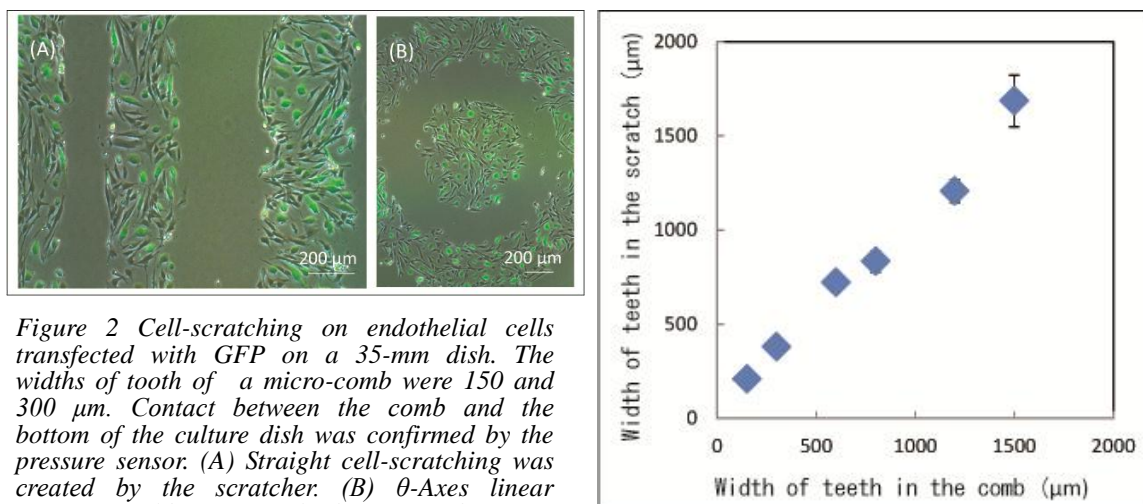 (A)
(B)
200 μm
200 μm
Figure 2 Cell-scratching on endothelial cells
transfected with GFP on a 35-mm dish. The
widths of tooth of a micro-comb were 150 and
300 μm. Contact between the comb and the
bottom of the culture dish was confirmed by the
pressure sensor. (A) Straight cell-scratching was
created by the scratcher. (B) θ-Axes linear
Width of teeth in the scratch (μm)
2000
1500
1000
500
0
0 500 1000 1500 2000
Width of teeth in the comb (μm)